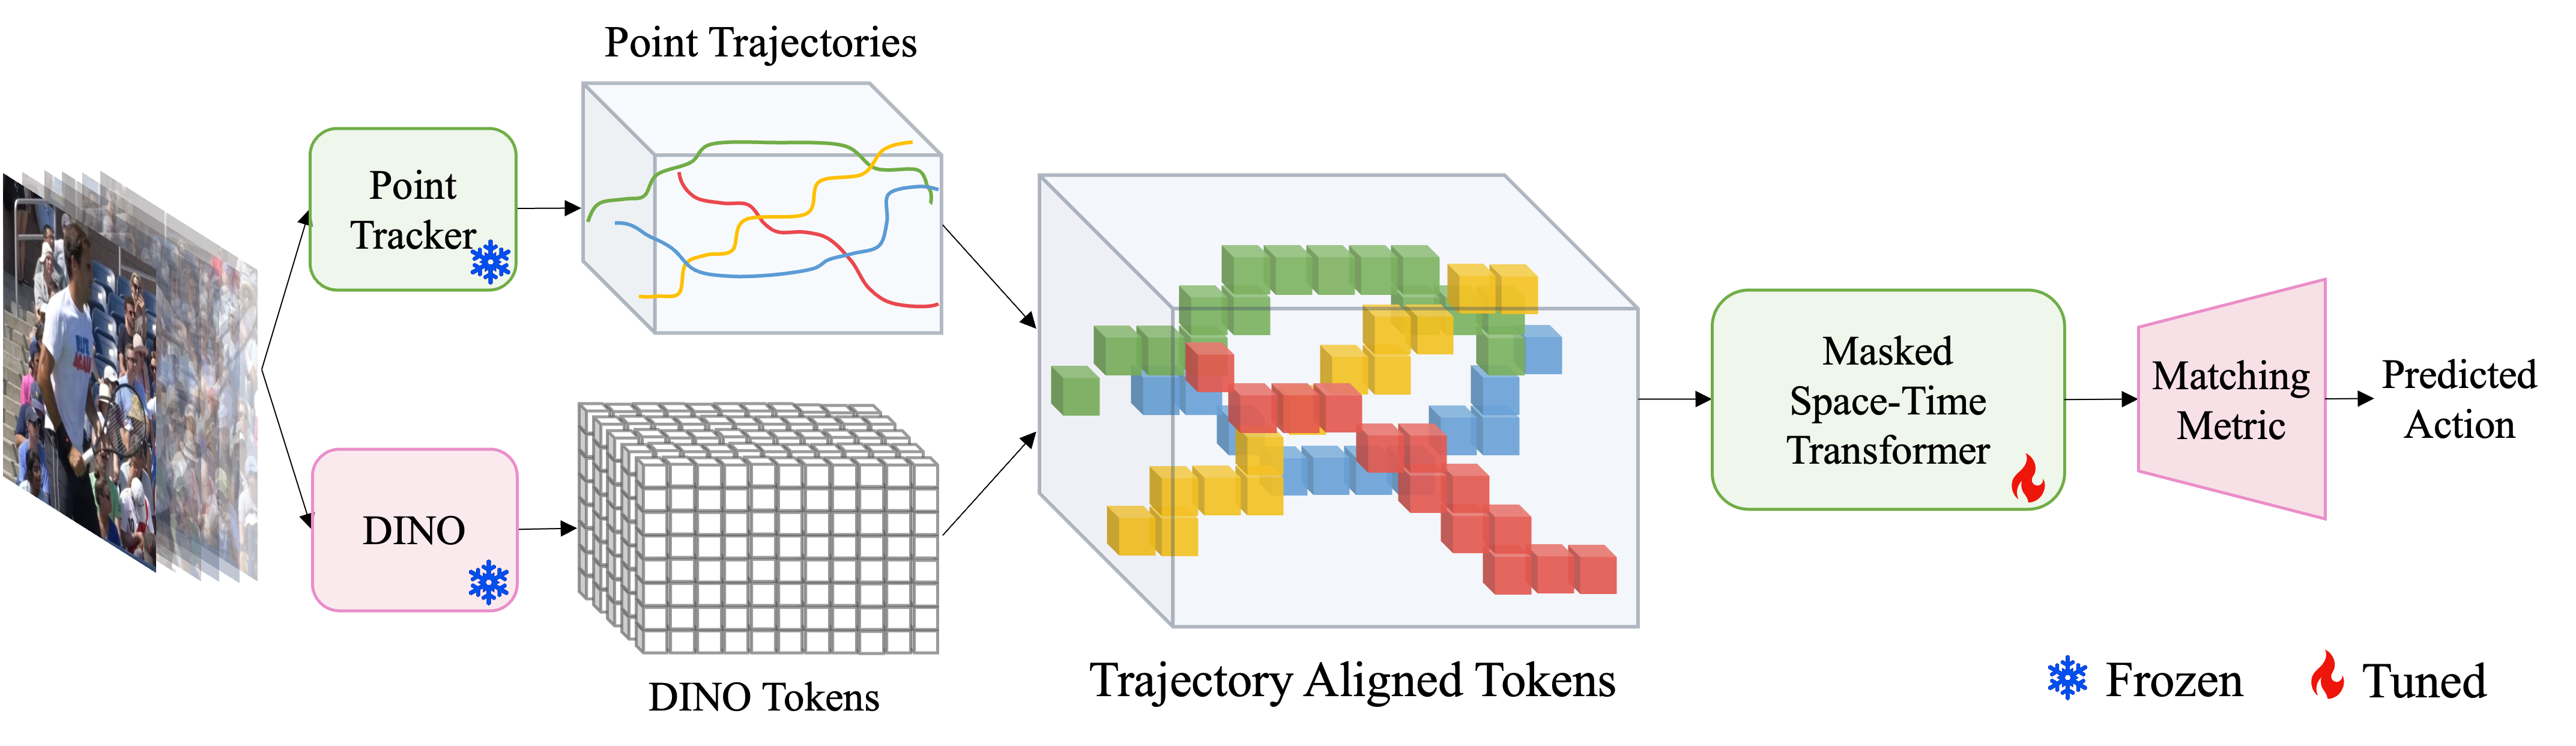 Point Trajectories
Point
Tracker
DINO
DINO Tokens
Trajectory Aligned Tokens
Masked
Space-Time
Transformer
Matching
Metric
Predicted
Action
Frozen
Tuned